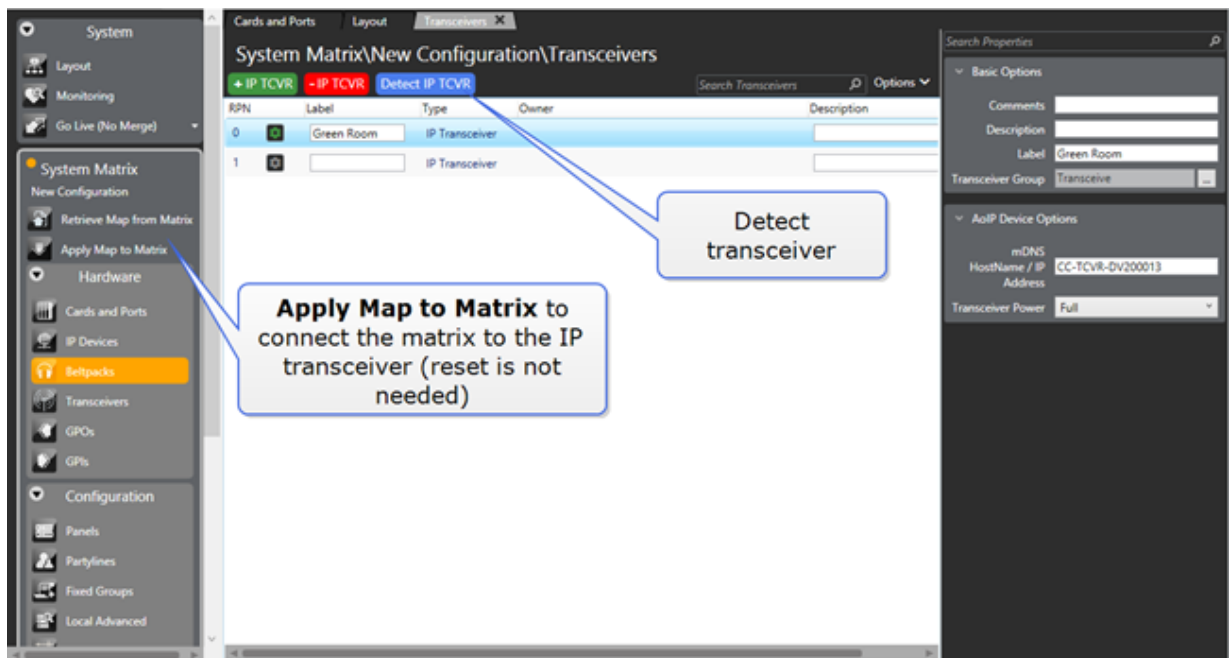 System
Layout
Monitoring
Go Live (No Merge)
System Matrix
New Configuration
Retrieve Map from Matrix
Apply Map to Matrix
Hardware
Cards and Ports
IP Devices
Beltpacks
Transceivers
GPOs
GPIs
Configuration
Panels
Partylines
Fixed Groups
Local Advanced
Cards and Ports
Layout
Transceivers X
System Matrix\New Configuration\Transceivers
+ IP TCVR
- IP TCVR
Detect IP TCVR
Search Transceivers
Options
RPN Label Type Owner Description
0 Green Room IP Transceiver
1 IP Transceiver
Detect
transceiver
Apply Map to Matrix to
connect the matrix to the IP
transceiver (reset is not
needed)
Search Properties
Basic Options
Comments
Description
Label Green Room
Transceiver Group Transceive ...
AoIP Device Options
mDNS
HostName / IP CC-TCVR-DV200013
Address
Transceiver Power Full